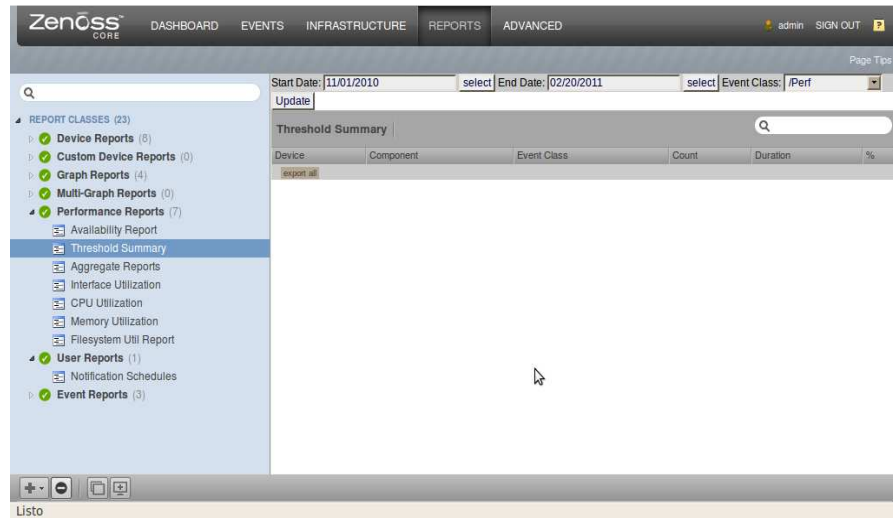 Zenoss CORE DASHBOARD EVENTS INFRASTRUCTURE REPORTS ADVANCED admin SIGN OUT ?
Page Tips
Start Date: 11/01/2010 select End Date: 02/20/2011 select Event Class: /Perf
Update
REPORT CLASSES (23)
Device Reports (8)
Custom Device Reports (0)
Graph Reports (4)
Multi-Graph Reports (0)
Performance Reports (7)
Availability Report
Threshold Summary
Aggregate Reports
Interface Utilization
CPU Utilization
Memory Utilization
Filesystem Util Report
User Reports (1)
Notification Schedules
Event Reports (3)
Threshold Summary
Device Component Event Class Count Duration %
export all
Listo